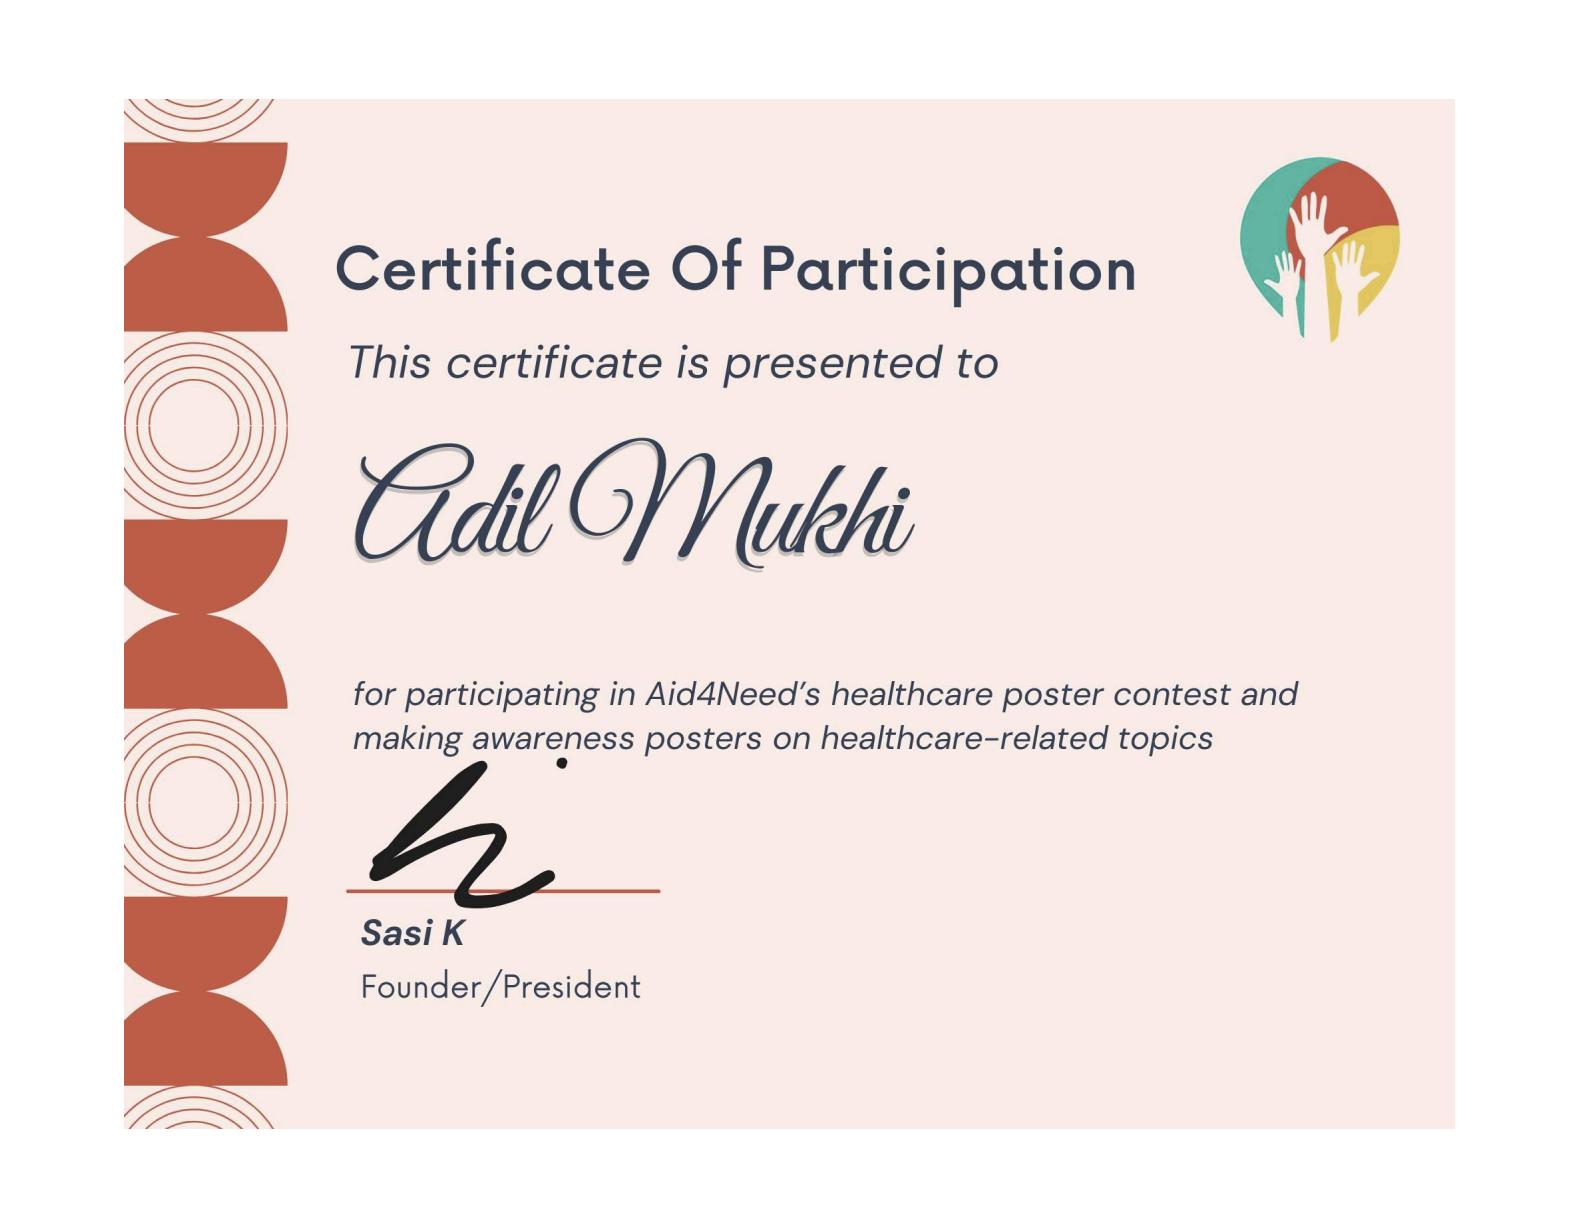 Certificate Of Participation
This certificate is presented to
Adil Mukhi
for participating in Aid4Need’s healthcare poster contest and
making awareness posters on healthcare-related topics
Sasi K
Founder/President